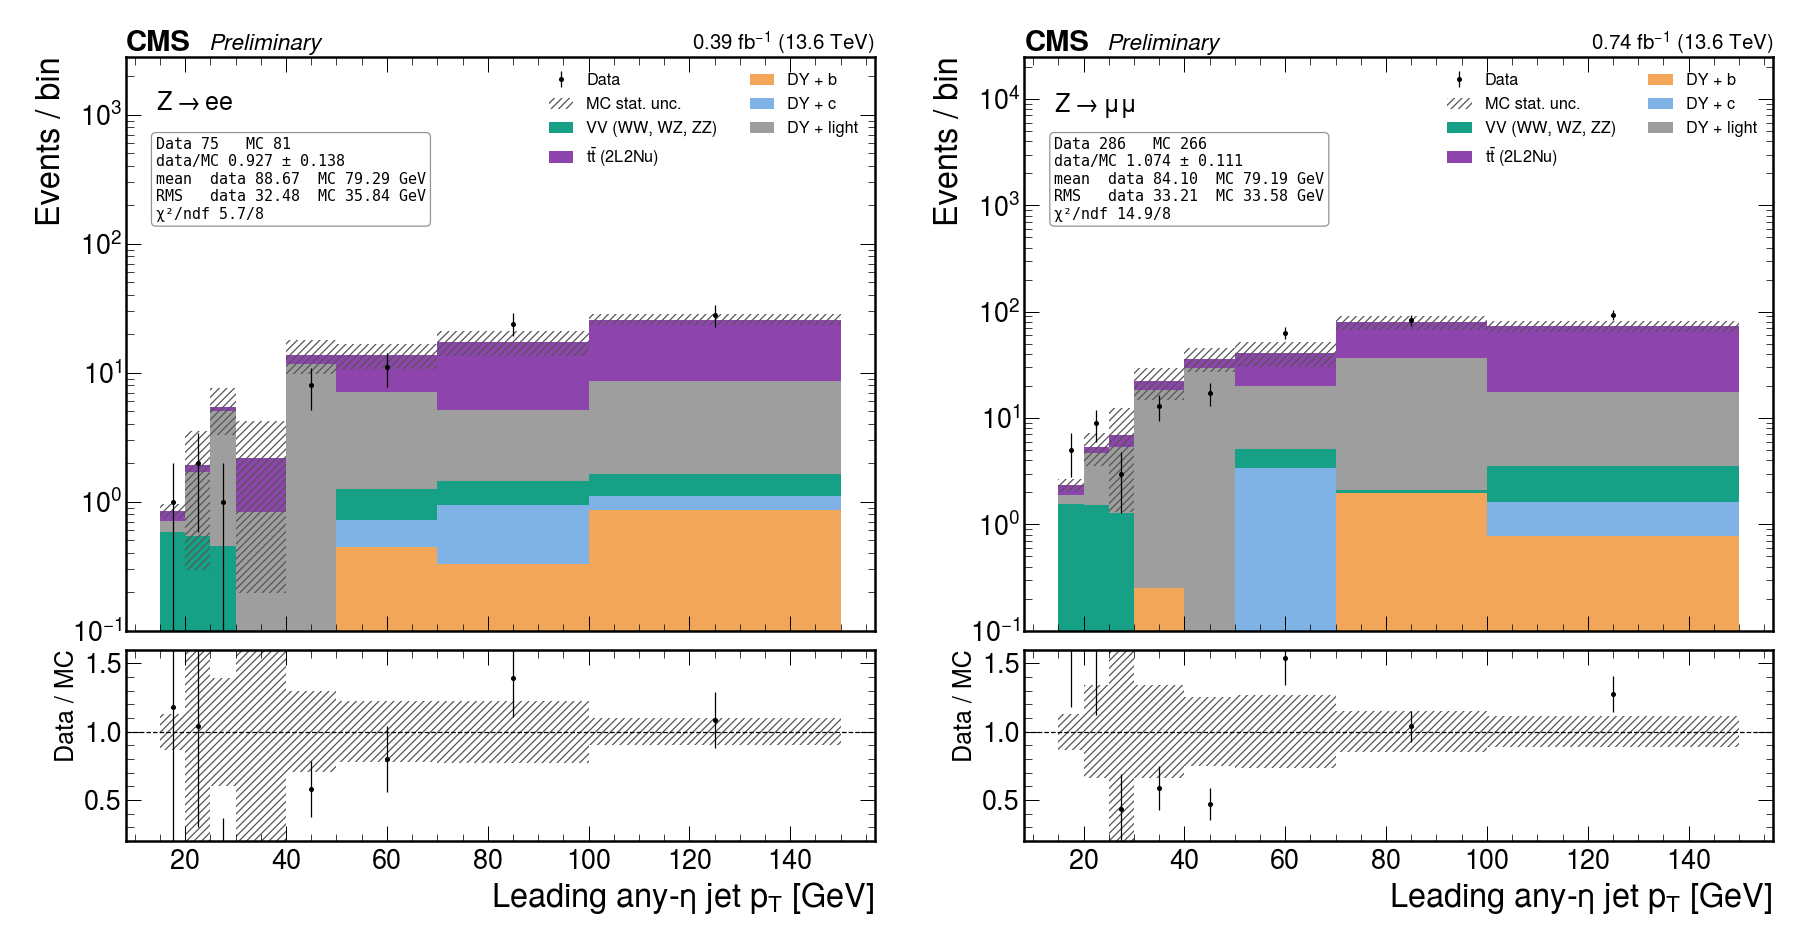 CMS Preliminary 0.39 fb⁻¹ (13.6 TeV)
Events / bin
Z → ee
Data
MC stat. unc.
VV (WW, WZ, ZZ)
tt̄ (2L2Nu)
DY + b
DY + c
DY + light
Data 75 MC 81
data/MC 0.927 ± 0.138
mean data 88.67 MC 79.29 GeV
RMS data 32.48 MC 35.84 GeV
χ²/ndf 5.7/8
10³
10²
10¹
10⁰
10⁻¹
Data / MC
1.5
1.0
0.5
20 40 60 80 100 120 140
Leading any-η jet p_T [GeV]
CMS Preliminary 0.74 fb⁻¹ (13.6 TeV)
Events / bin
Z → μμ
Data
MC stat. unc.
VV (WW, WZ, ZZ)
tt̄ (2L2Nu)
DY + b
DY + c
DY + light
Data 286 MC 266
data/MC 1.074 ± 0.111
mean data 84.10 MC 79.19 GeV
RMS data 33.21 MC 33.58 GeV
χ²/ndf 14.9/8
10⁴
10³
10²
10¹
10⁰
10⁻¹
Data / MC
1.5
1.0
0.5
20 40 60 80 100 120 140
Leading any-η jet p_T [GeV]